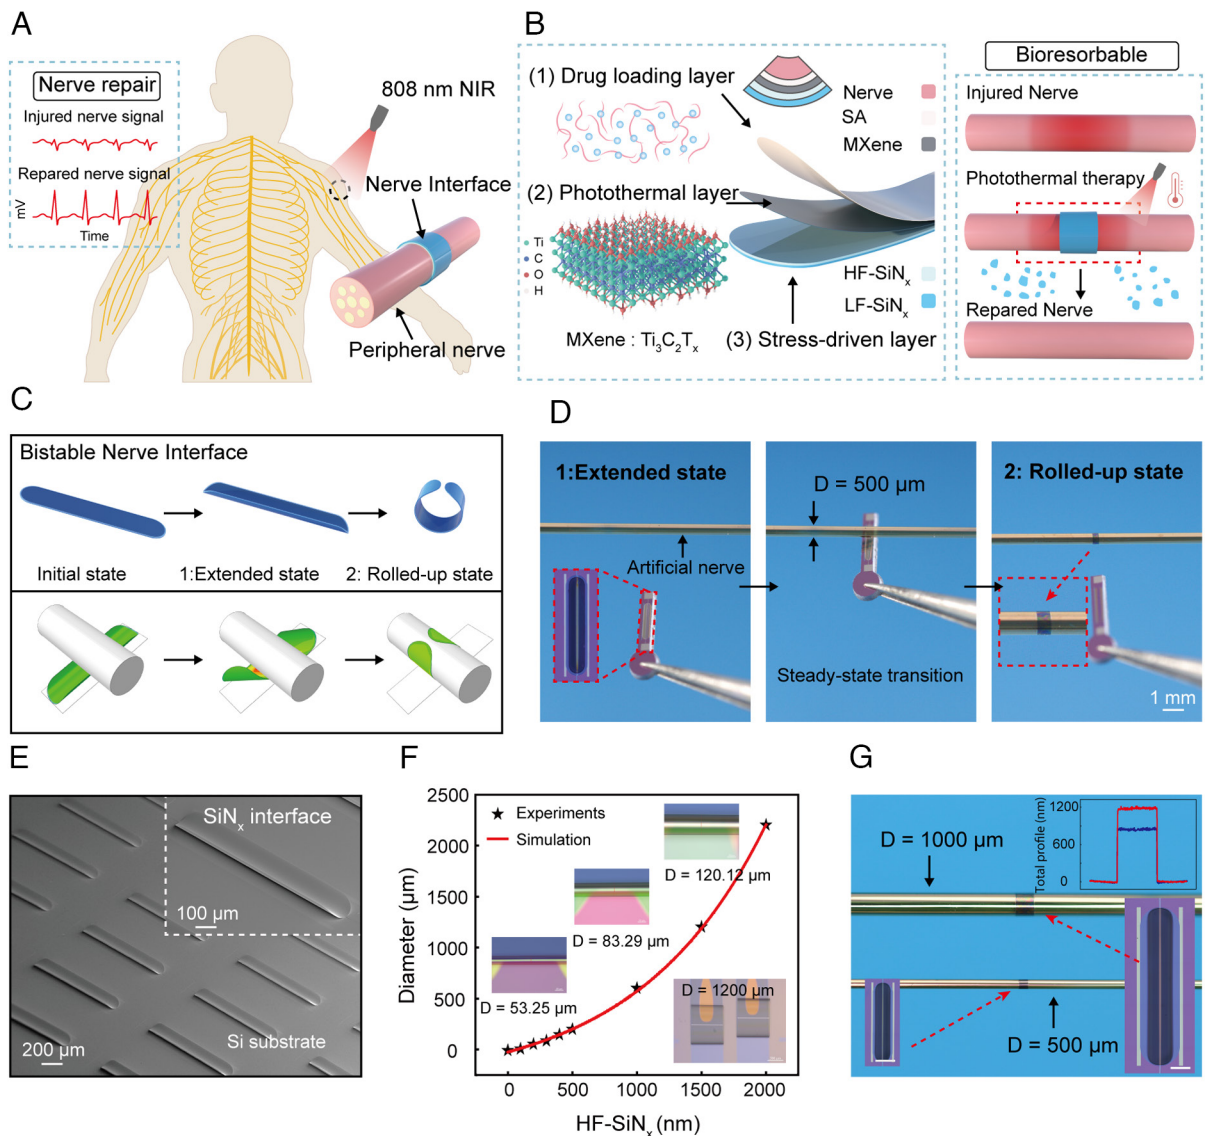 A
Nerve repair
Injured nerve signal
Repared nerve signal
mV
Time
808 nm NIR
Nerve Interface
Peripheral nerve
B
(1) Drug loading layer
Nerve
SA
MXene
(2) Photothermal layer
Ti
C
O
H
HF-SiNx
LF-SiNx
MXene : Ti3C2Tx
(3) Stress-driven layer
Bioresorbable
Injured Nerve
Photothermal therapy
Repared Nerve
C
Bistable Nerve Interface
Initial state
1:Extended state
2: Rolled-up state
D
1:Extended state
Artificial nerve
D = 500 μm
Steady-state transition
2: Rolled-up state
1 mm
E
SiNx interface
100 μm
200 μm
Si substrate
F
Diameter (μm)
2500
2000
1200
1000
500
0
★ Experiments
Simulation
D = 120.12 μm
D = 83.29 μm
D = 53.25 μm
D = 1200 μm
0
500
1000
1500
2000
HF-SiNx (nm)
G
D = 1000 μm
Total profile (nm)
1200
600
0
D = 500 μm